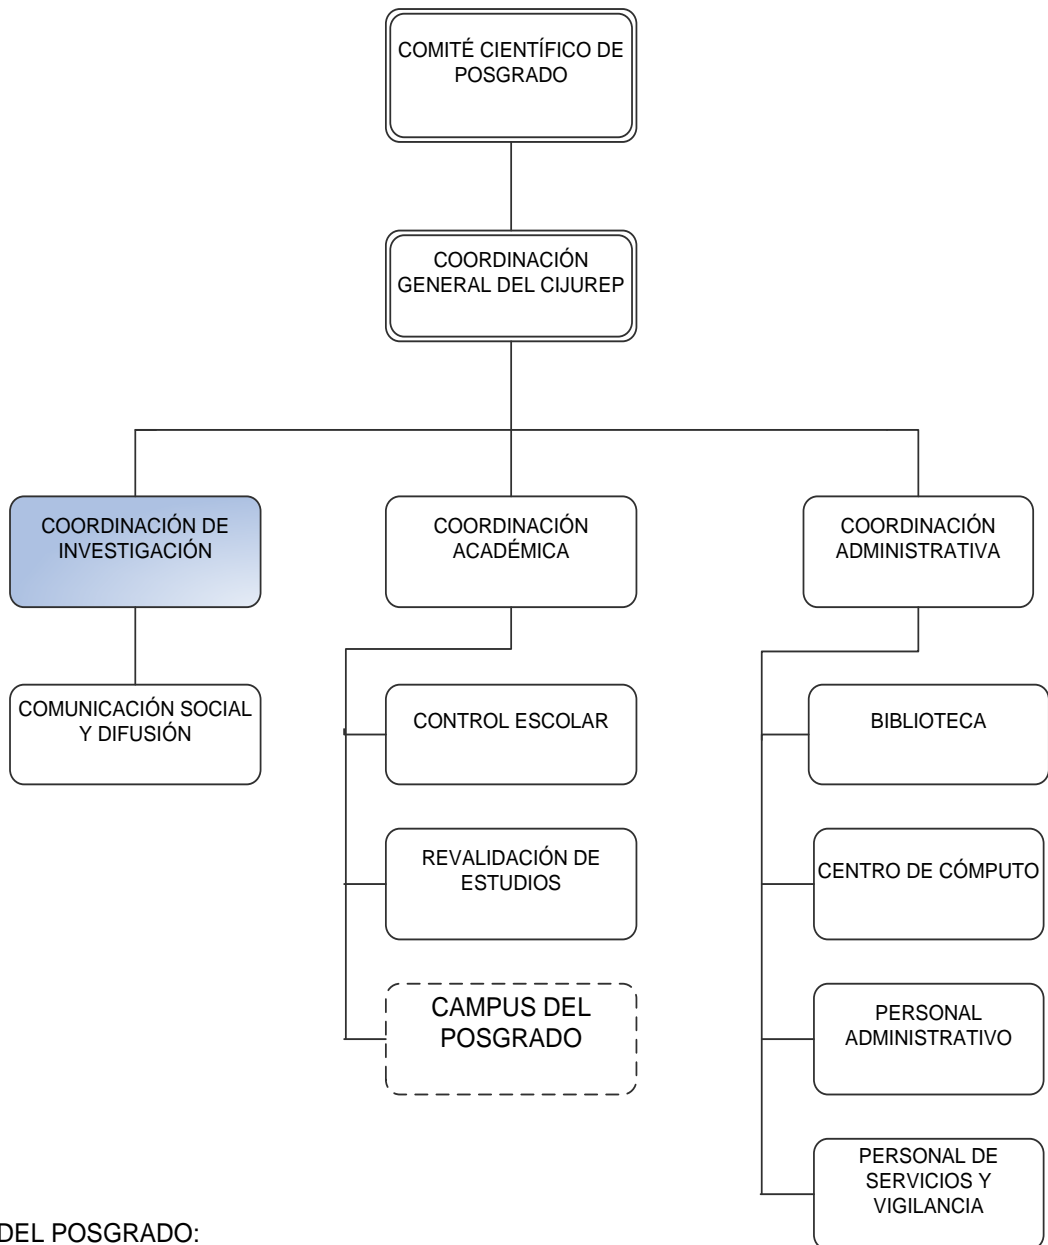 COMITÉ CIENTÍFICO DE
POSGRADO
COORDINACIÓN
GENERAL DEL CIJUREP
COORDINACIÓN DE
INVESTIGACIÓN
COORDINACIÓN
ACADÉMICA
COORDINACIÓN
ADMINISTRATIVA
COMUNICACIÓN SOCIAL
Y DIFUSIÓN
CONTROL ESCOLAR
BIBLIOTECA
REVALIDACIÓN DE
ESTUDIOS
CENTRO DE CÓMPUTO
CAMPUS DEL
POSGRADO
PERSONAL
ADMINISTRATIVO
PERSONAL DE
SERVICIOS Y
VIGILANCIA
DEL POSGRADO: